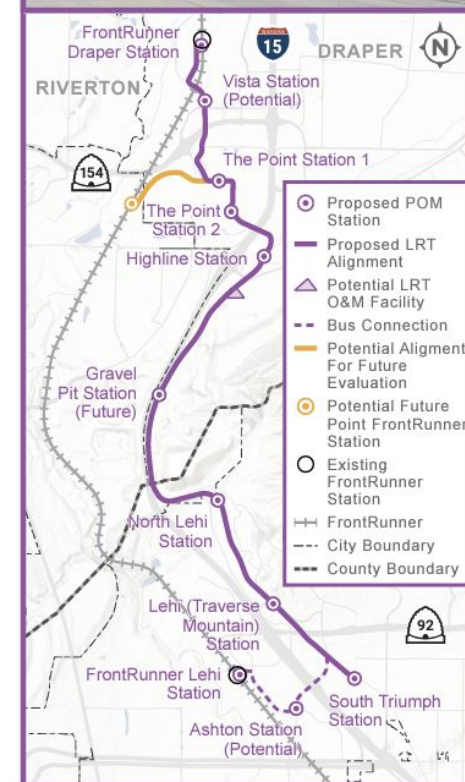 FrontRunner
Draper Station
15
DRAPER
N
RIVERTON
Vista Station
(Potential)
154
The Point Station 1
The Point
Station 2
Highline Station
Gravel
Pit Station
(Future)
North Lehi
Station
Lehi (Traverse
Mountain)
Station
FrontRunner Lehi
Station
Ashton Station
(Potential)
South Triumph
Station
92
Proposed POM
Station
Proposed LRT
Alignment
Potential LRT
O&M Facility
Bus Connection
Potential Aligment
For Future
Evaluation
Potential Future
Point FrontRunner
Station
Existing
FrontRunner
Station
FrontRunner
City Boundary
County Boundary